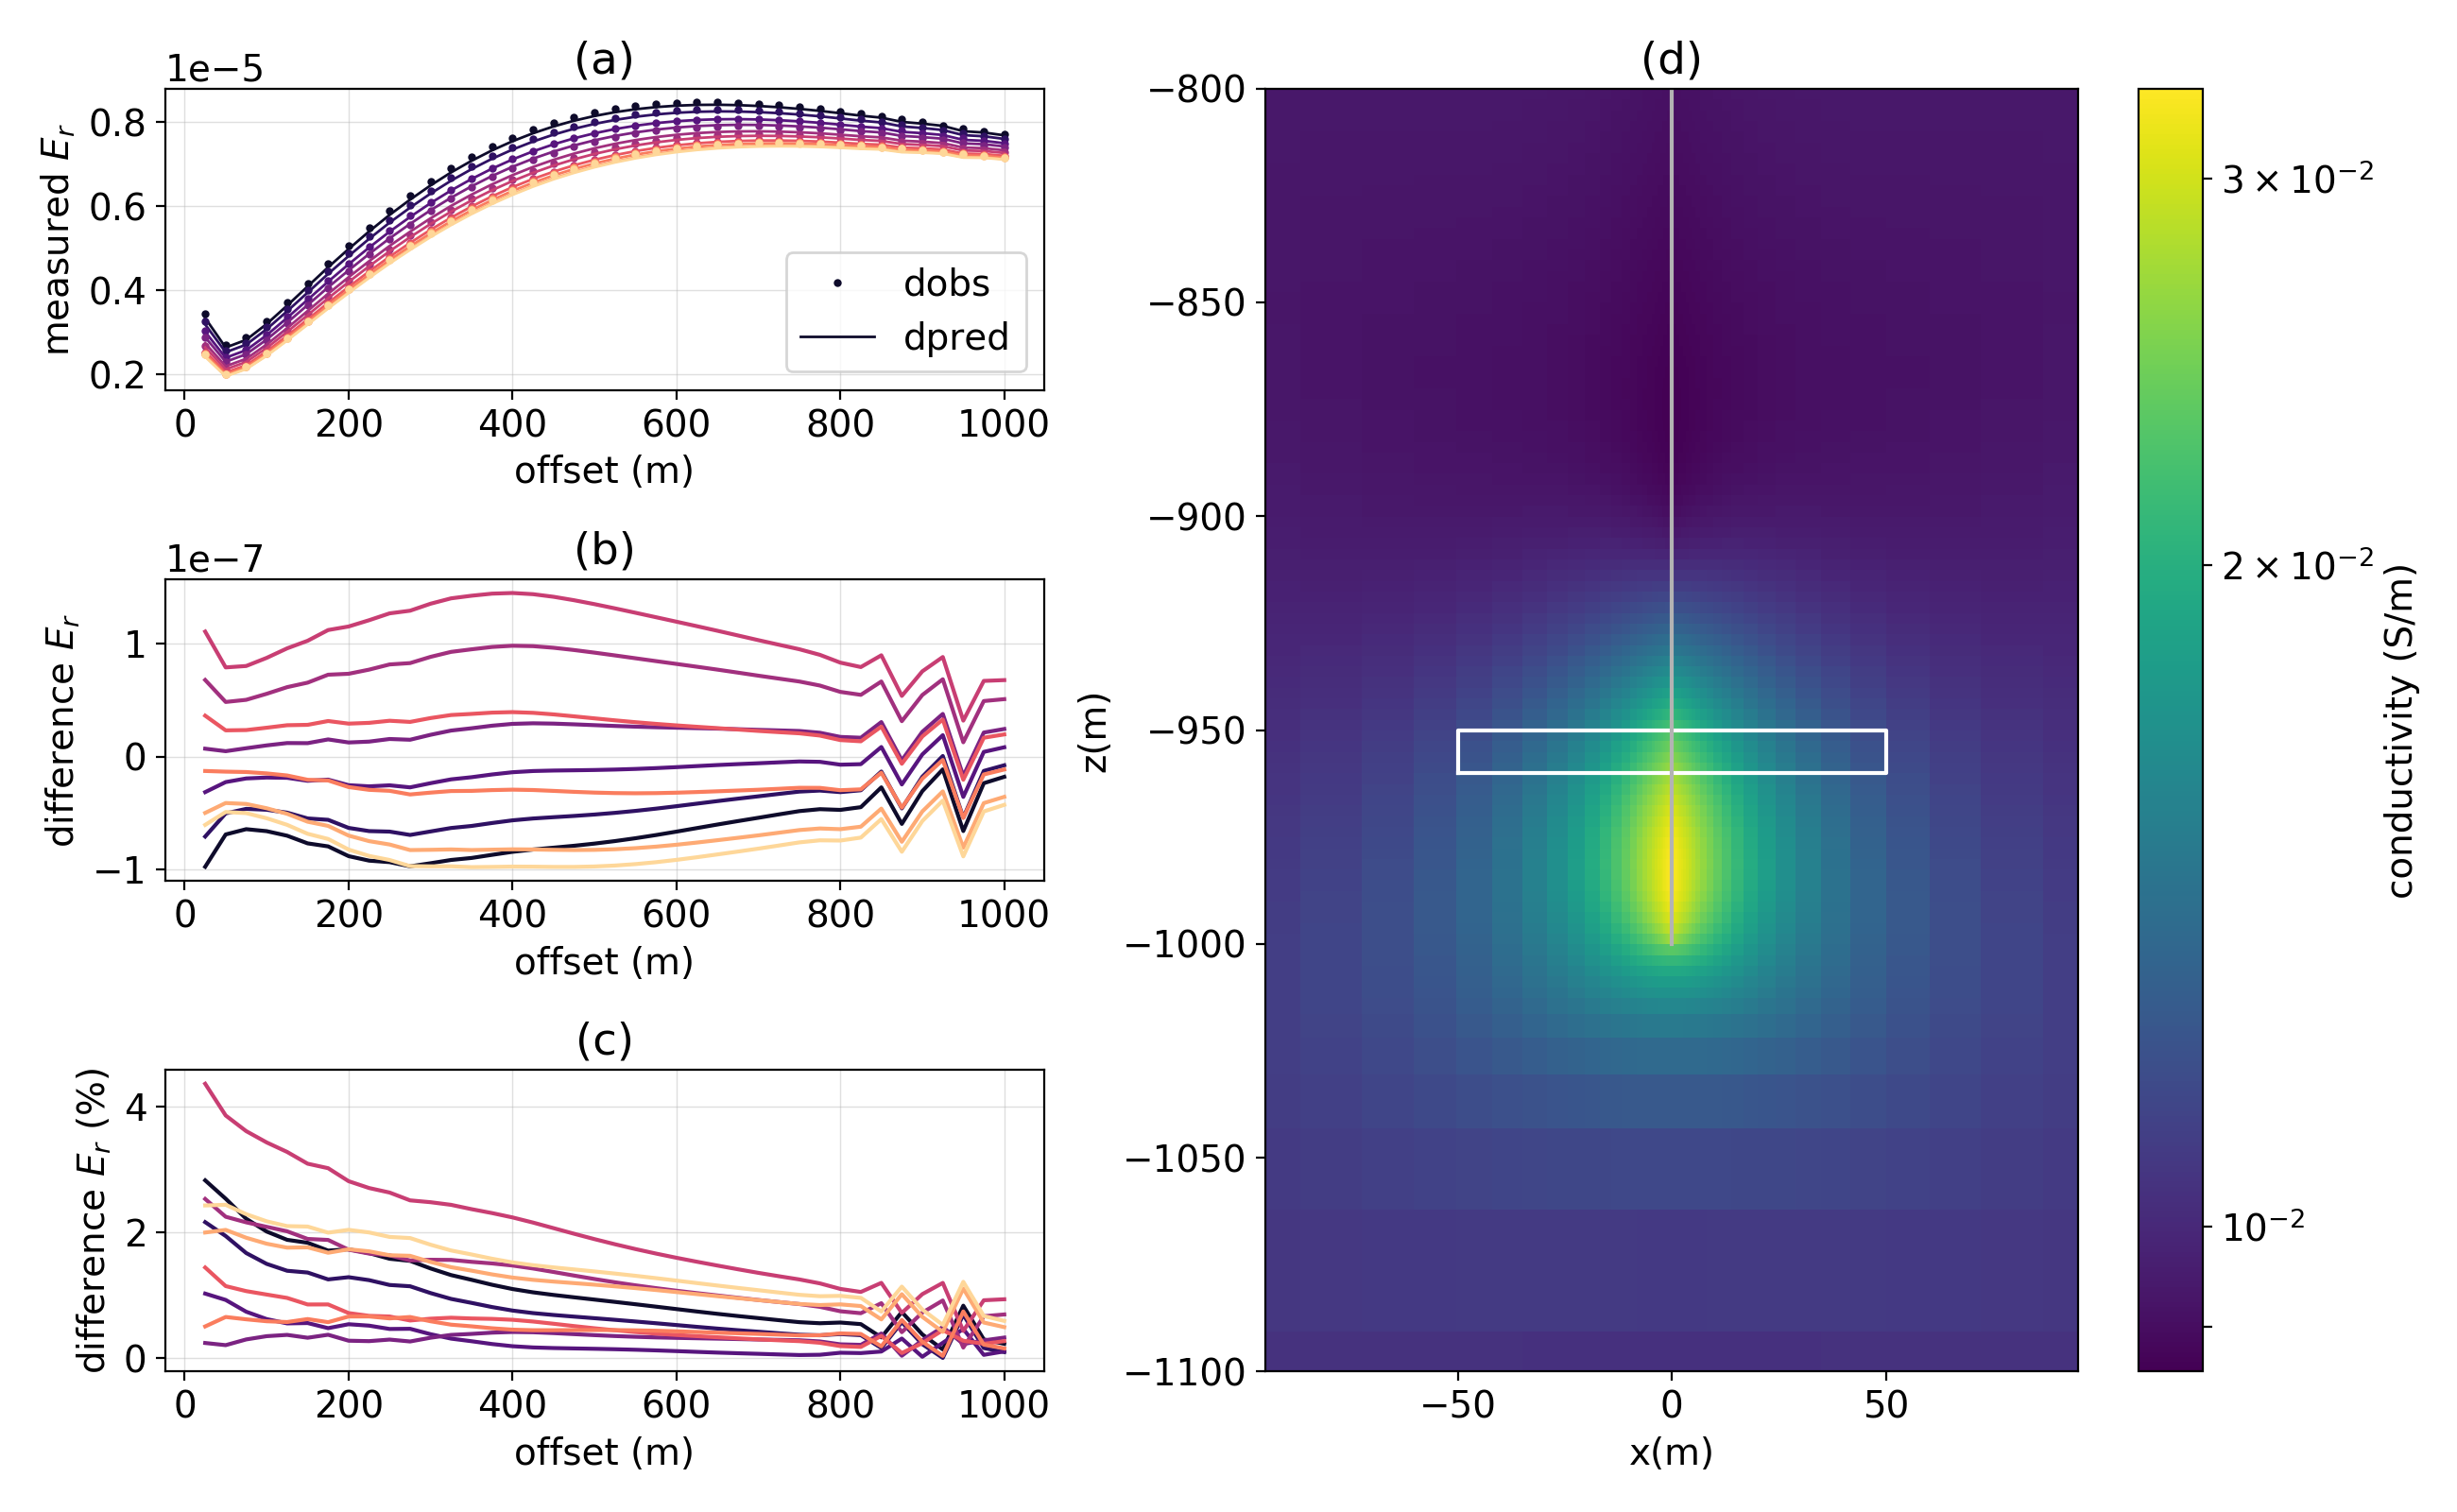 (a)
1e−5
measured E_r
0.8
0.6
0.4
0.2
dobs
dpred
0 200 400 600 800 1000
offset (m)
(b)
1e−7
difference E_r
1
0
−1
0 200 400 600 800 1000
offset (m)
(c)
difference E_r (%)
4
2
0
0 200 400 600 800 1000
offset (m)
(d)
z(m)
−800
−850
−900
−950
−1000
−1050
−1100
−50 0 50
x(m)
3 × 10⁻²
2 × 10⁻²
10⁻²
conductivity (S/m)